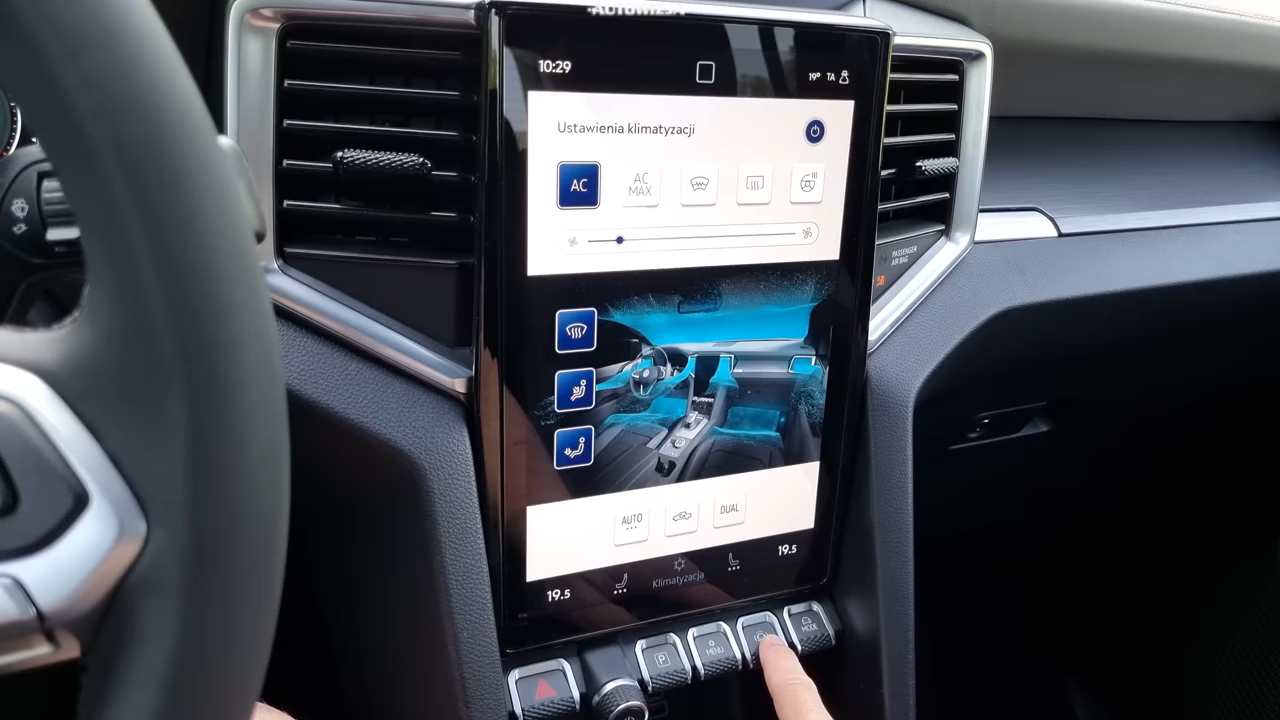 10:29
19° TA
Ustawienia klimatyzacji
AC
AC
MAX
PASSENGER
AIR BAG
AUTO
DUAL
19.5
Klimatyzacja
19.5
P
MENU
MODE